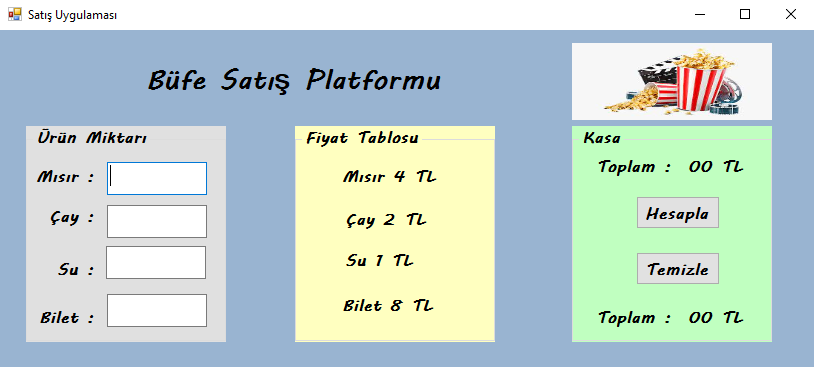 Satış Uygulaması
Büfe Satış Platformu
Ürün Miktarı
Mısır :
Çay :
Su :
Bilet :
Fiyat Tablosu
Mısır 4 TL
Çay 2 TL
Su 1 TL
Bilet 8 TL
Kasa
Toplam : 00 TL
Hesapla
Temizle
Toplam : 00 TL